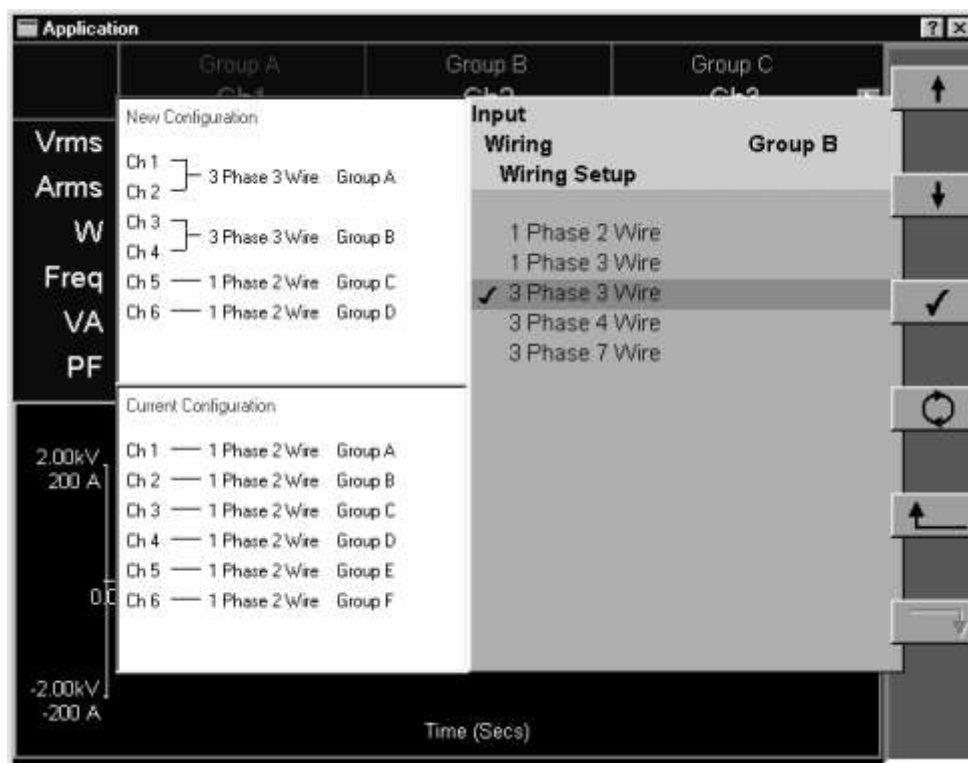 Application
Group A Group B Group C
Ch1 Ch2 Ch3
Vrms
Arms
W
Freq
VA
PF
New Configuration
Ch 1
Ch 2
3 Phase 3 Wire Group A
Ch 3
Ch 4
3 Phase 3 Wire Group B
Ch 5 1 Phase 2 Wire Group C
Ch 6 1 Phase 2 Wire Group D
Input
Wiring Group B
Wiring Setup
1 Phase 2 Wire
1 Phase 3 Wire
3 Phase 3 Wire
3 Phase 4 Wire
3 Phase 7 Wire
Current Configuration
Ch 1 1 Phase 2 Wire Group A
Ch 2 1 Phase 2 Wire Group B
Ch 3 1 Phase 2 Wire Group C
Ch 4 1 Phase 2 Wire Group D
Ch 5 1 Phase 2 Wire Group E
Ch 6 1 Phase 2 Wire Group F
2.00kV
200 A
-2.00kV
-200 A
Time (Secs)